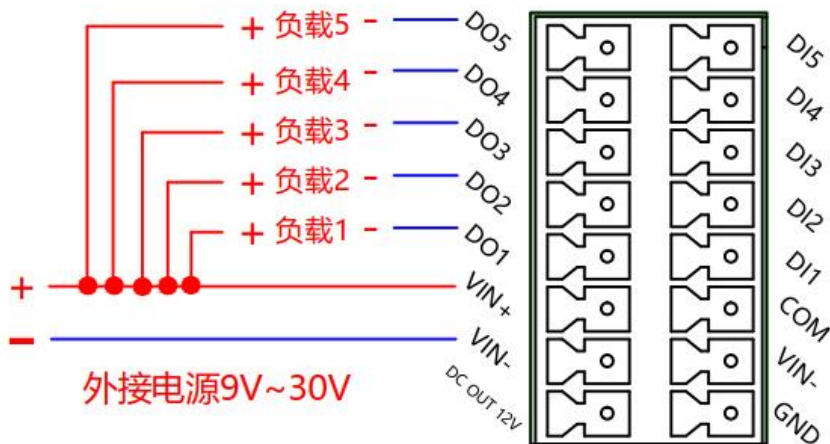 + 负载5 - DO5 DI5
+ 负载4 - DO4 DI4
+ 负载3 - DO3 DI3
+ 负载2 - DO2 DI2
+ 负载1 - DO1 DI1
+ VIN+ COM
- VIN- VIN-
外接电源9V~30V DC OUT 12V GND